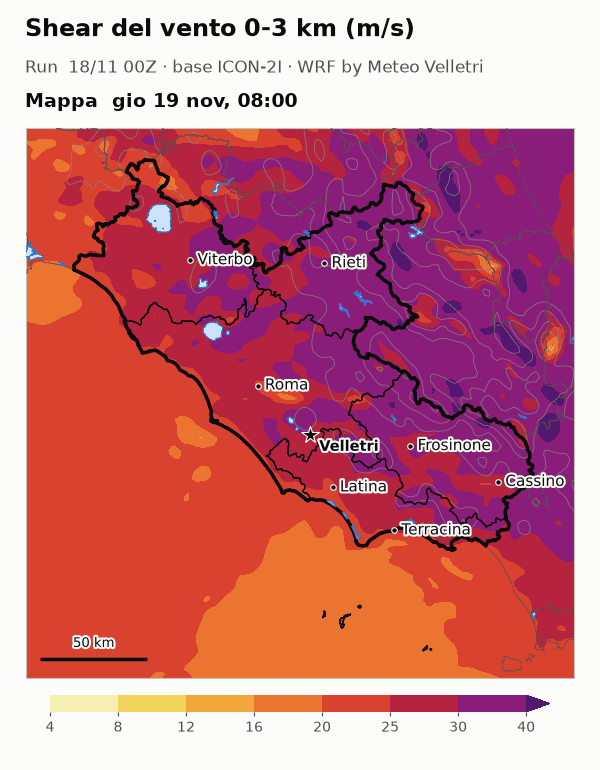 Shear del vento 0-3 km (m/s)
Run 18/11 00Z · base ICON-2I · WRF by Meteo Velletri
Mappa gio 19 nov, 08:00
Viterbo
Rieti
Roma
Velletri
Frosinone
Cassino
Latina
Terracina
50 km
4 8 12 16 20 25 30 40